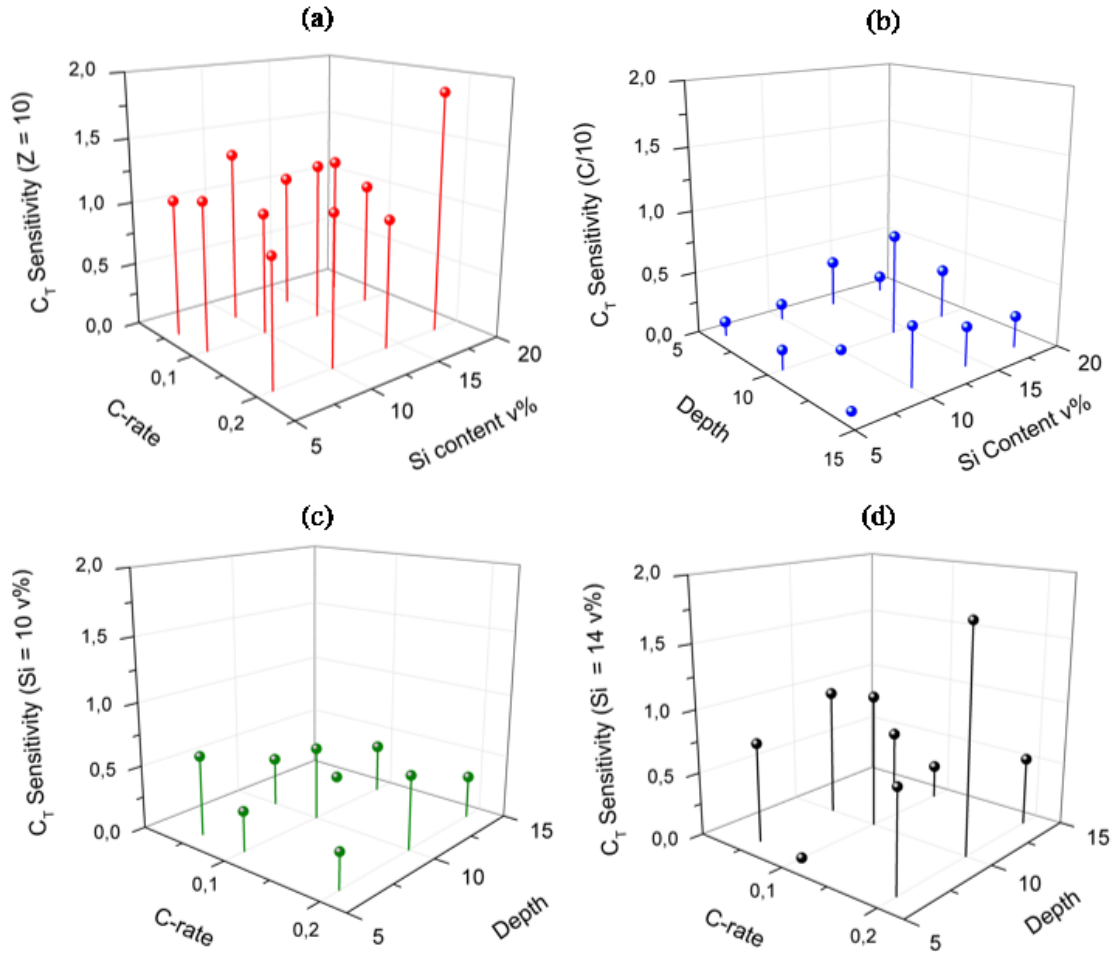 (a)
2,0
1,5
1,0
0,5
0,0
C_T Sensitivity (Z = 10)
0,1
0,2
C-rate
5
10
15
20
Si content v%
(b)
2,0
1,5
1,0
0,5
0,0
C_T Sensitivity (C/10)
5
10
15
Depth
5
10
15
20
Si Content v%
(c)
2,0
1,5
1,0
0,5
0,0
C_T Sensitivity (Si = 10 v%)
0,1
0,2
C-rate
5
10
15
Depth
(d)
2,0
1,5
1,0
0,5
0,0
C_T Sensitivity (Si = 14 v%)
0,1
0,2
C-rate
5
10
15
Depth